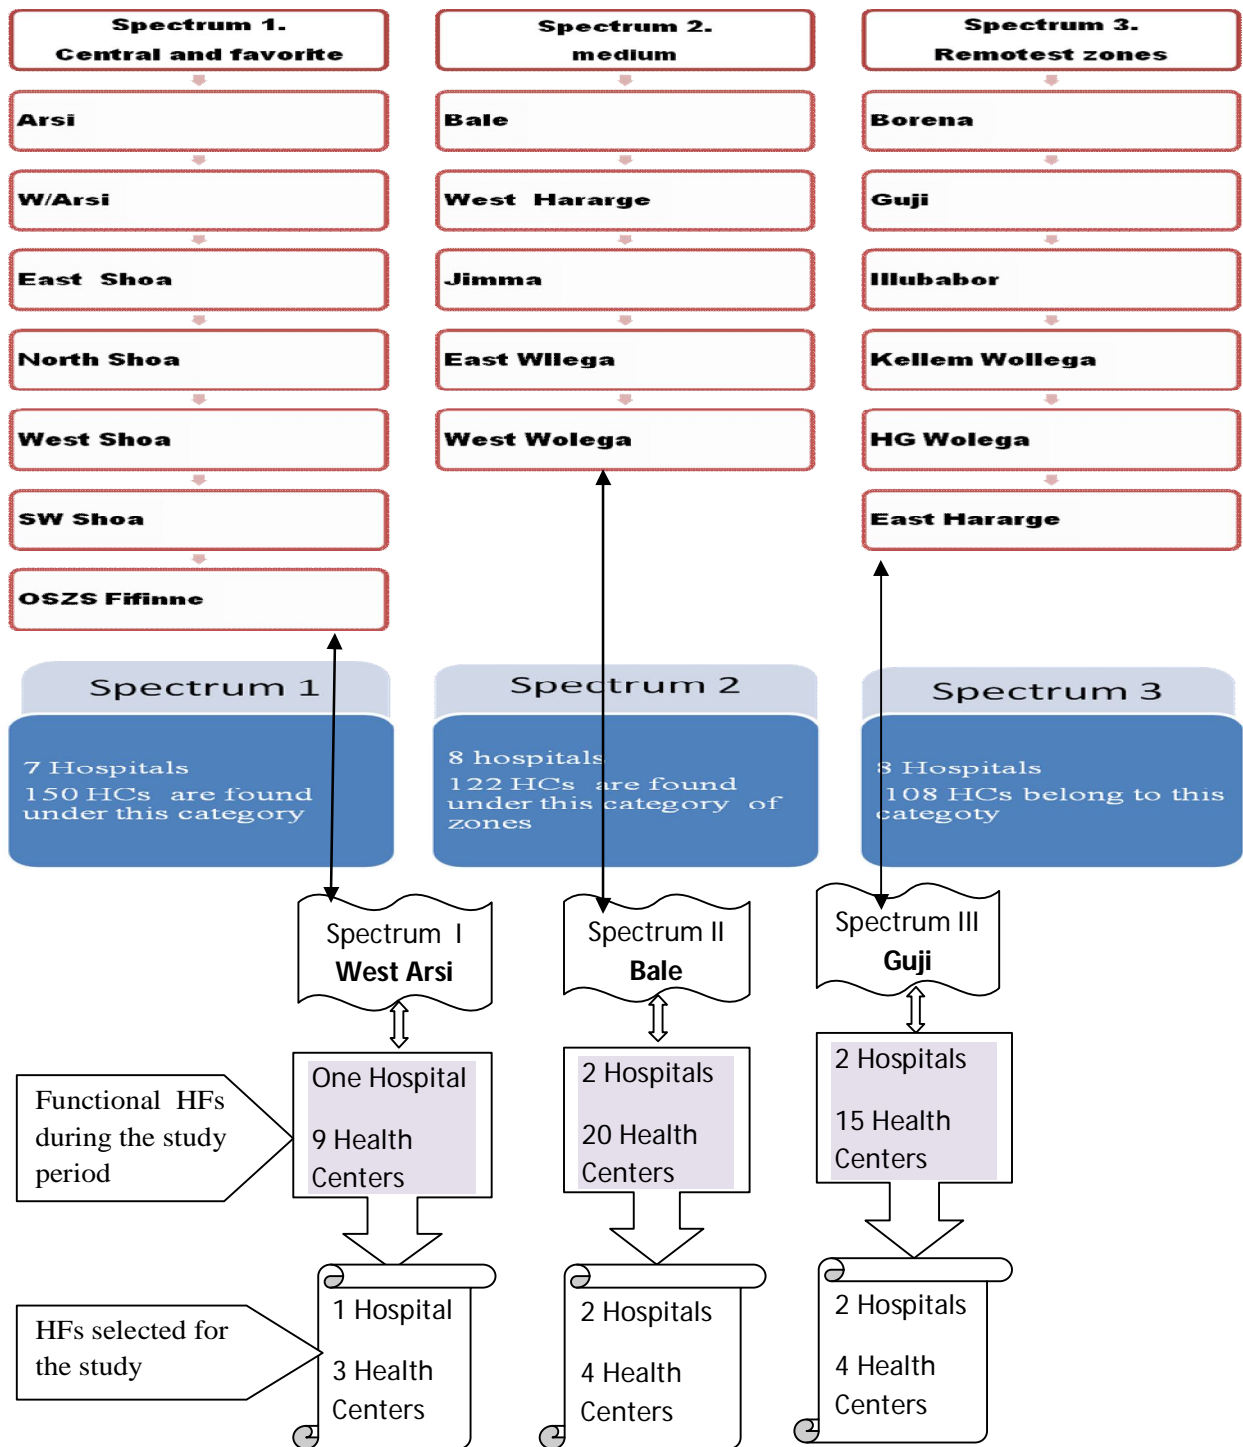 Spectrum 1.
Central and favorite
Arsi
W/Arsi
East Shoa
North Shoa
West Shoa
SW Shoa
OSZS Fifinne
Spectrum 2.
medium
Bale
West Hararge
Jimma
East Wllega
West Wolega
Spectrum 3.
Remotest zones
Borena
Guji
Illubabor
Kellem Wollega
HG Wolega
East Hararge
Spectrum 1
7 Hospitals
150 HCs are found
under this category
Spectrum 2
8 hospitals
122 HCs are found
under this category of
zones
Spectrum 3
8 Hospitals
108 HCs belong to this
categoty
Spectrum I
West Arsi
Spectrum II
Bale
Spectrum III
Guji
Functional HFs
during the study
period
One Hospital
9 Health
Centers
2 Hospitals
20 Health
Centers
2 Hospitals
15 Health
Centers
HFs selected for
the study
1 Hospital
3 Health
Centers
2 Hospitals
4 Health
Centers
2 Hospitals
4 Health
Centers